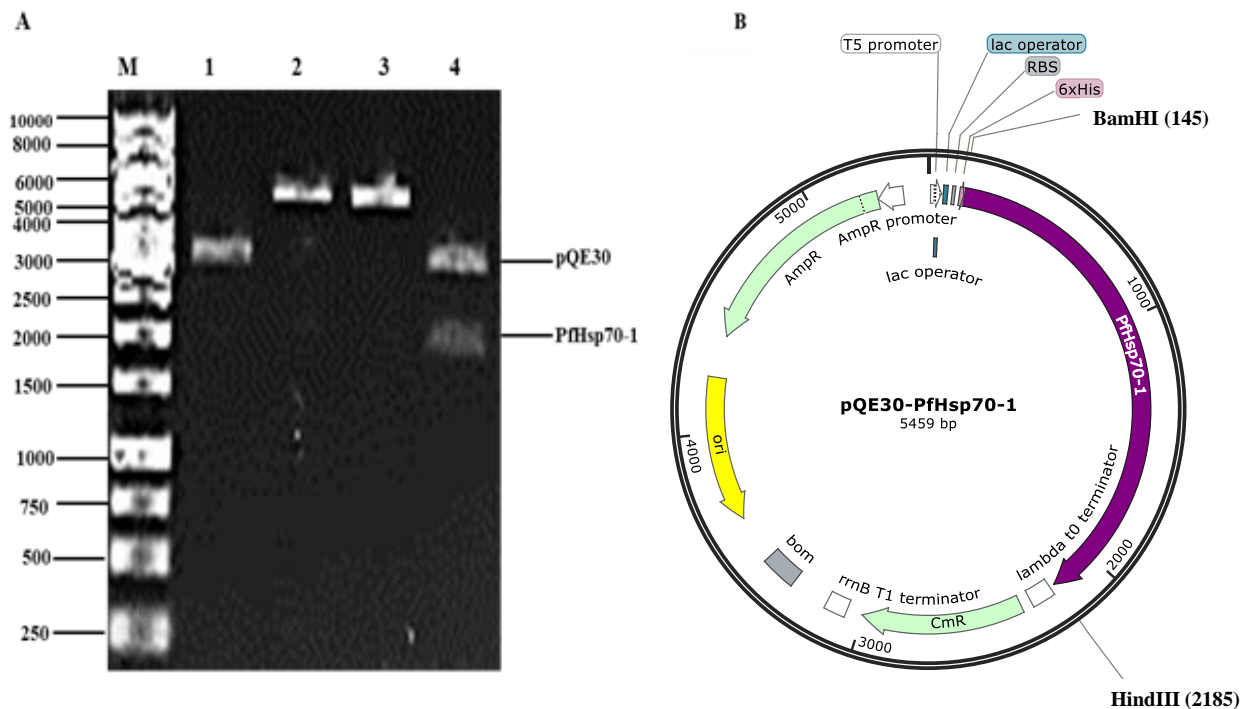 A
M 1 2 3 4
10000
8000
6000
5000
4000
3000
2500
2000
1500
1000
750
500
250
pQE30
PfHsp70-1
B
T5 promoter
lac operator
RBS
6xHis
BamHI (145)
5000
AmpR promoter
AmpR
lac operator
1000
PfHsp70-1
pQE30-PfHsp70-1
5459 bp
ori
4000
lambda t0 terminator
2000
bom
rrnB T1 terminator
CmR
3000
HindIII (2185)